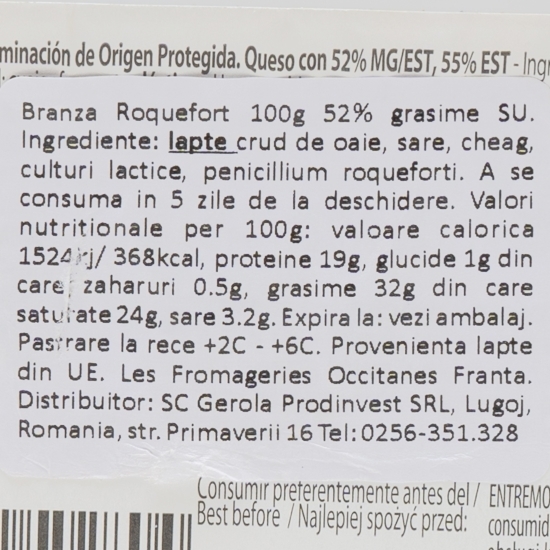 minación de Origen Protegida. Queso con 52% MG/EST, 55% EST - Ingr
Branza Roquefort 100g 52% grasime SU.
Ingrediente: lapte crud de oaie, sare, cheag,
culturi lactice, penicillium roqueforti. A se
consuma in 5 zile de la deschidere. Valori
nutritionale per 100g: valoare calorica
1524kj/ 368kcal, proteine 19g, glucide 1g din
care zaharuri 0.5g, grasime 32g din care
saturate 24g, sare 3.2g. Expira la: vezi ambalaj.
Pastrare la rece +2C - +6C. Provenienta lapte
din UE. Les Fromageries Occitanes Franta.
Distribuitor: SC Gerola Prodinvest SRL, Lugoj,
Romania, str. Primaverii 16 Tel: 0256-351.328
Consumir preferentemente antes del / ENTREMO
Best before / Najlepiej spożyć przed: consumid